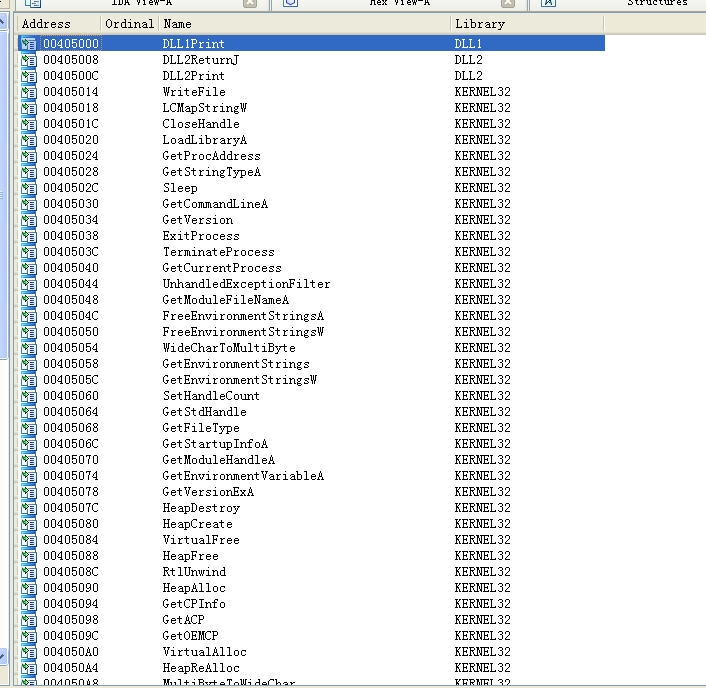 IDA View-A Hex View-A Structures
Address Ordinal Name Library
00405000 DLL1Print DLL1
00405008 DLL2ReturnJ DLL2
0040500C DLL2Print DLL2
00405014 WriteFile KERNEL32
00405018 LCMapStringW KERNEL32
0040501C CloseHandle KERNEL32
00405020 LoadLibraryA KERNEL32
00405024 GetProcAddress KERNEL32
00405028 GetStringTypeA KERNEL32
0040502C Sleep KERNEL32
00405030 GetCommandLineA KERNEL32
00405034 GetVersion KERNEL32
00405038 ExitProcess KERNEL32
0040503C TerminateProcess KERNEL32
00405040 GetCurrentProcess KERNEL32
00405044 UnhandledExceptionFilter KERNEL32
00405048 GetModuleFileNameA KERNEL32
0040504C FreeEnvironmentStringsA KERNEL32
00405050 FreeEnvironmentStringsW KERNEL32
00405054 WideCharToMultiByte KERNEL32
00405058 GetEnvironmentStrings KERNEL32
0040505C GetEnvironmentStringsW KERNEL32
00405060 SetHandleCount KERNEL32
00405064 GetStdHandle KERNEL32
00405068 GetFileType KERNEL32
0040506C GetStartupInfoA KERNEL32
00405070 GetModuleHandleA KERNEL32
00405074 GetEnvironmentVariableA KERNEL32
00405078 GetVersionExA KERNEL32
0040507C HeapDestroy KERNEL32
00405080 HeapCreate KERNEL32
00405084 VirtualFree KERNEL32
00405088 HeapFree KERNEL32
0040508C RtlUnwind KERNEL32
00405090 HeapAlloc KERNEL32
00405094 GetCPInfo KERNEL32
00405098 GetACP KERNEL32
0040509C GetOEMCP KERNEL32
004050A0 VirtualAlloc KERNEL32
004050A4 HeapReAlloc KERNEL32
004050A8 MultiByteToWideChar KERNEL32